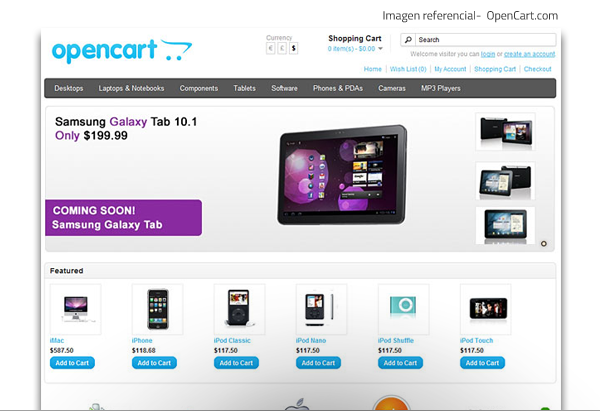 Imagen referencial- OpenCart.com
opencart
Currency
€ £ $
Shopping Cart
0 item(s) - $0.00
Search
Welcome visitor you can login or create an account.
Home Wish List (0) My Account Shopping Cart Checkout
Desktops Laptops & Notebooks Components Tablets Software Phones & PDAs Cameras MP3 Players
Samsung Galaxy Tab 10.1
Only $199.99
COMING SOON!
Samsung Galaxy Tab
Featured
iMac iPhone iPod Classic iPod Nano iPod Shuffle iPod Touch
$587.50 $118.68 $117.50 $117.50 $117.50 $117.50
Add to Cart Add to Cart Add to Cart Add to Cart Add to Cart Add to Cart